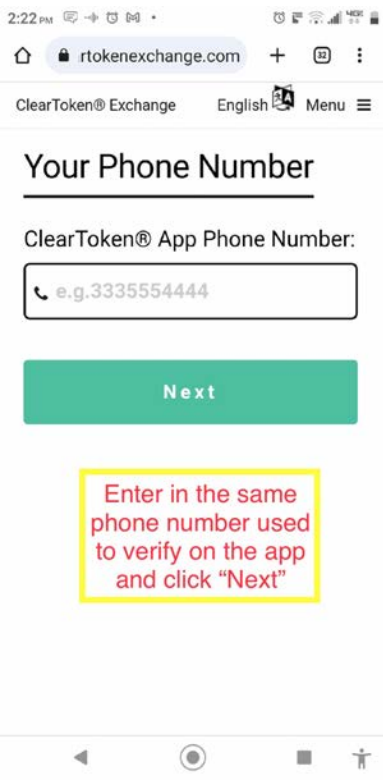 2:22 PM
rtokenexchange.com
32
ClearToken® Exchange English Menu
Your Phone Number
ClearToken® App Phone Number:
e.g.3335554444
Next
Enter in the same
phone number used
to verify on the app
and click “Next”